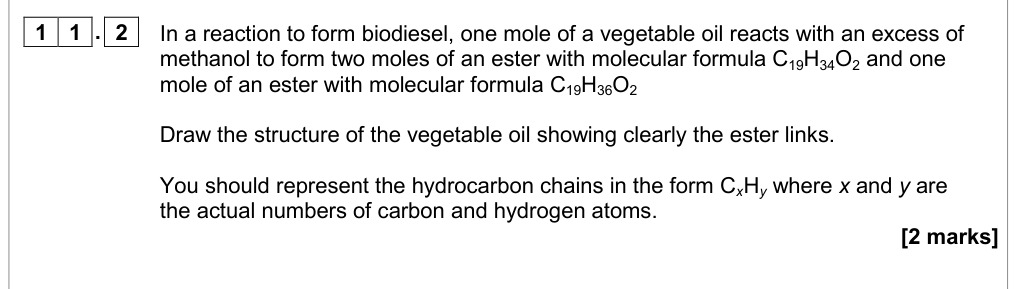 11.2 In a reaction to form biodiesel, one mole of a vegetable oil reacts with an excess of
methanol to form two moles of an ester with molecular formula C₁₉H₃₄O₂ and one
mole of an ester with molecular formula C₁₉H₃₆O₂
Draw the structure of the vegetable oil showing clearly the ester links.
You should represent the hydrocarbon chains in the form CₓHᵧ where x and y are
the actual numbers of carbon and hydrogen atoms.
[2 marks]